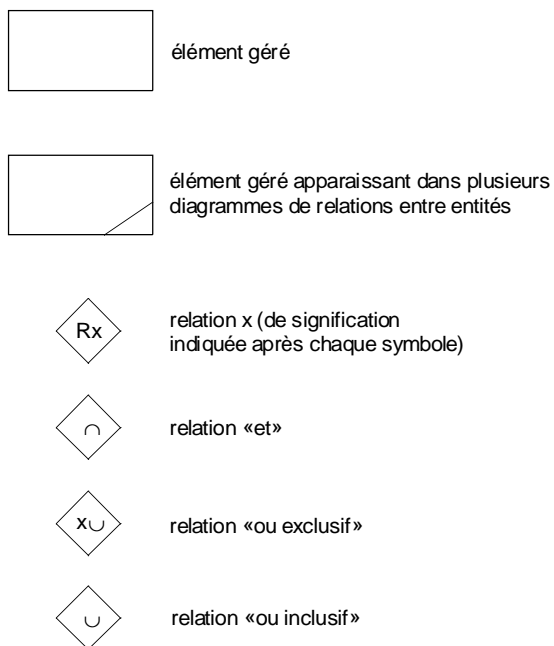 élément géré
élément géré apparaissant dans plusieurs
diagrammes de relations entre entités
Rx
relation x (de signification
indiquée après chaque symbole)
∩
relation «et»
x∪
relation «ou exclusif»
∪
relation «ou inclusif»